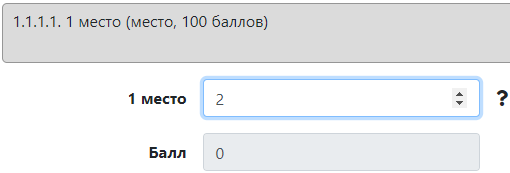 1.1.1.1. 1 место (место, 100 баллов)
1 место 2 ?
Балл 0